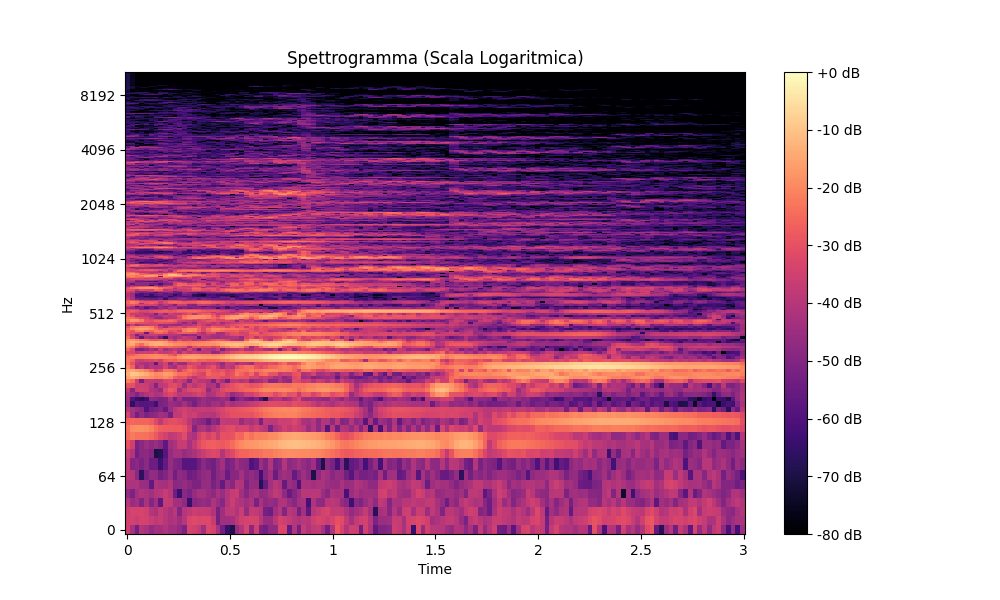 Spettrogramma (Scala Logaritmica)
Hz
8192
4096
2048
1024
512
256
128
64
0
0 0.5 1 1.5 2 2.5 3
Time
+0 dB
-10 dB
-20 dB
-30 dB
-40 dB
-50 dB
-60 dB
-70 dB
-80 dB